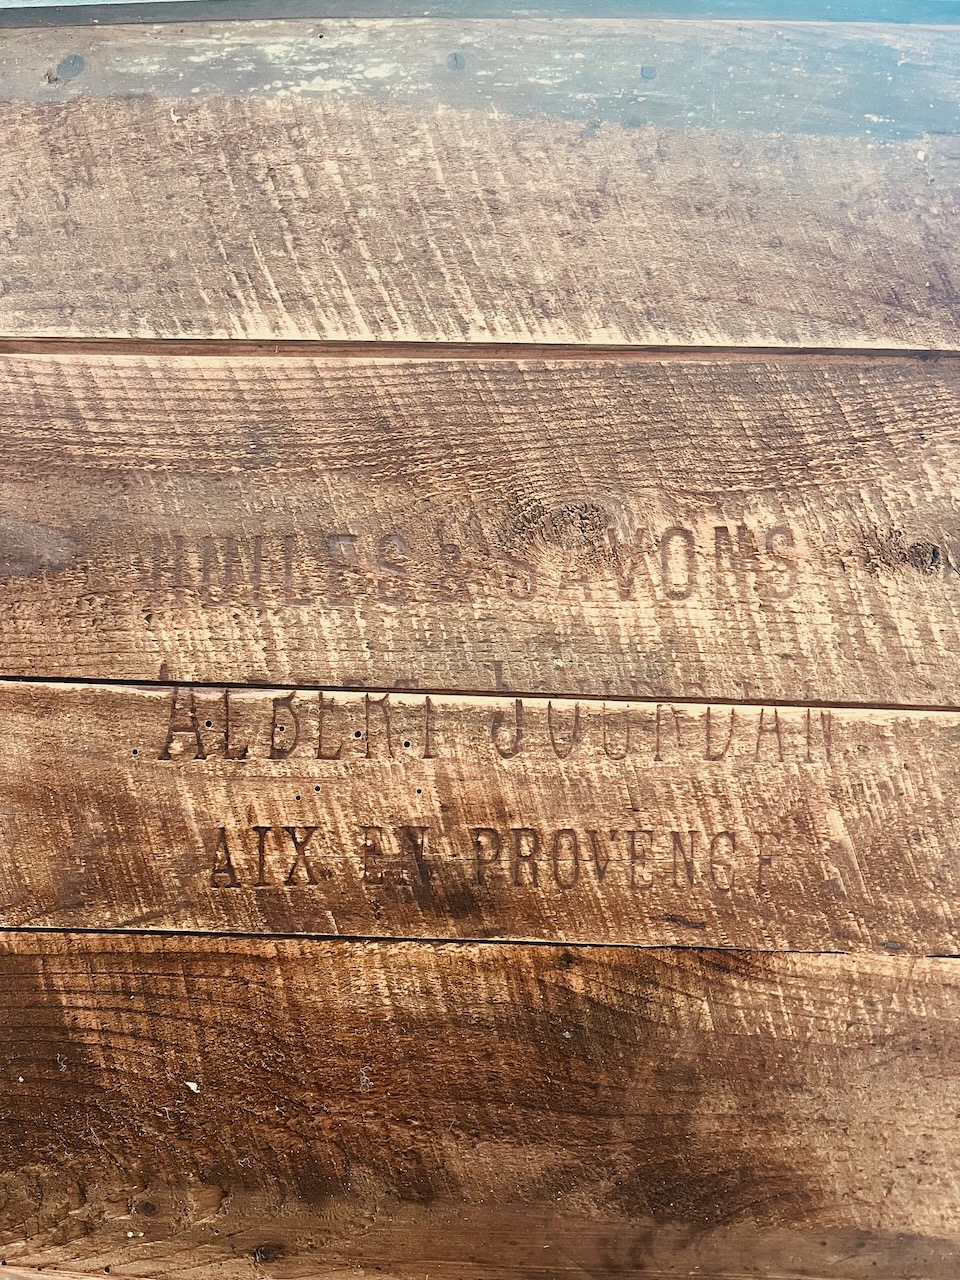 HUILES & SAVONS
ALBERT JOURDAN
AIX EN PROVENCE